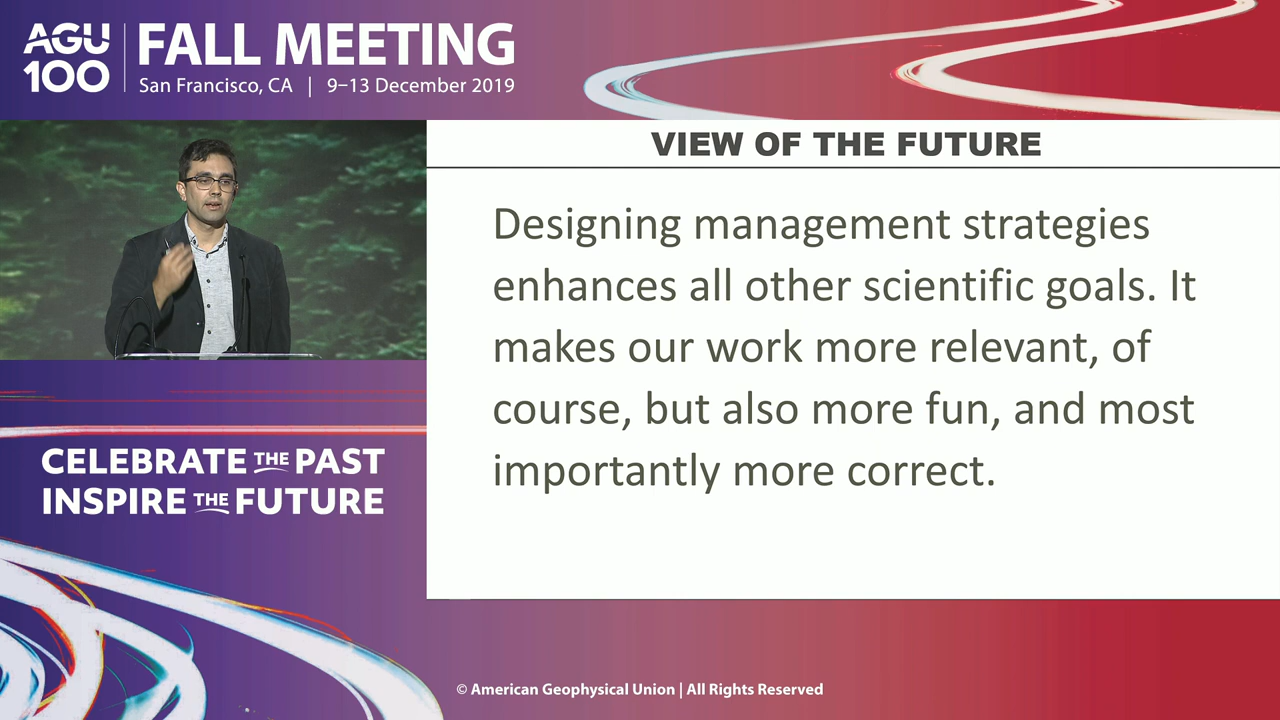 AGU
100
FALL MEETING
San Francisco, CA | 9–13 December 2019
VIEW OF THE FUTURE
Designing management strategies
enhances all other scientific goals. It
makes our work more relevant, of
course, but also more fun, and most
importantly more correct.
CELEBRATE THE PAST
INSPIRE THE FUTURE
© American Geophysical Union | All Rights Reserved